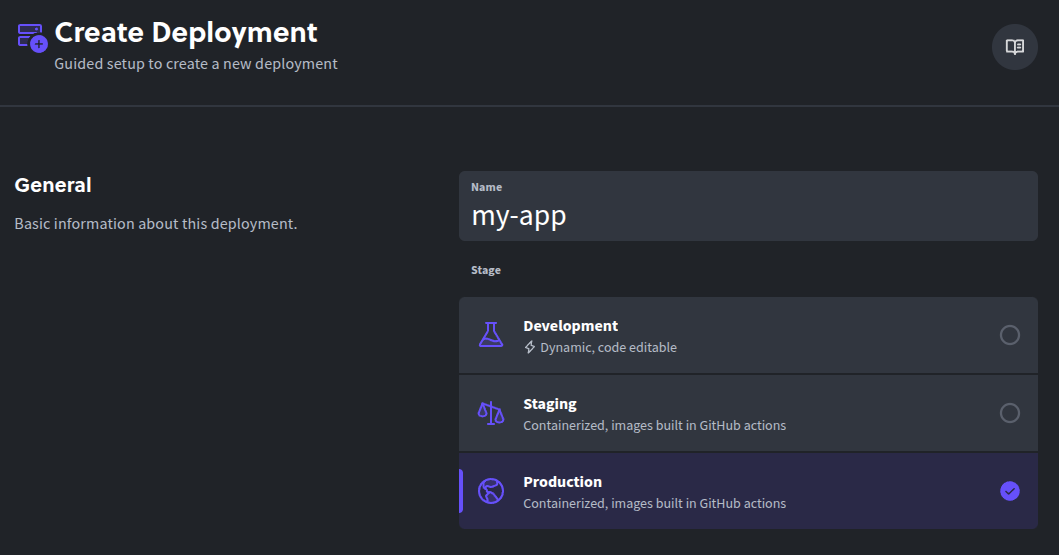 Create Deployment
Guided setup to create a new deployment
General
Basic information about this deployment.
Name
my-app
Stage
Development
Dynamic, code editable
Staging
Containerized, images built in GitHub actions
Production
Containerized, images built in GitHub actions